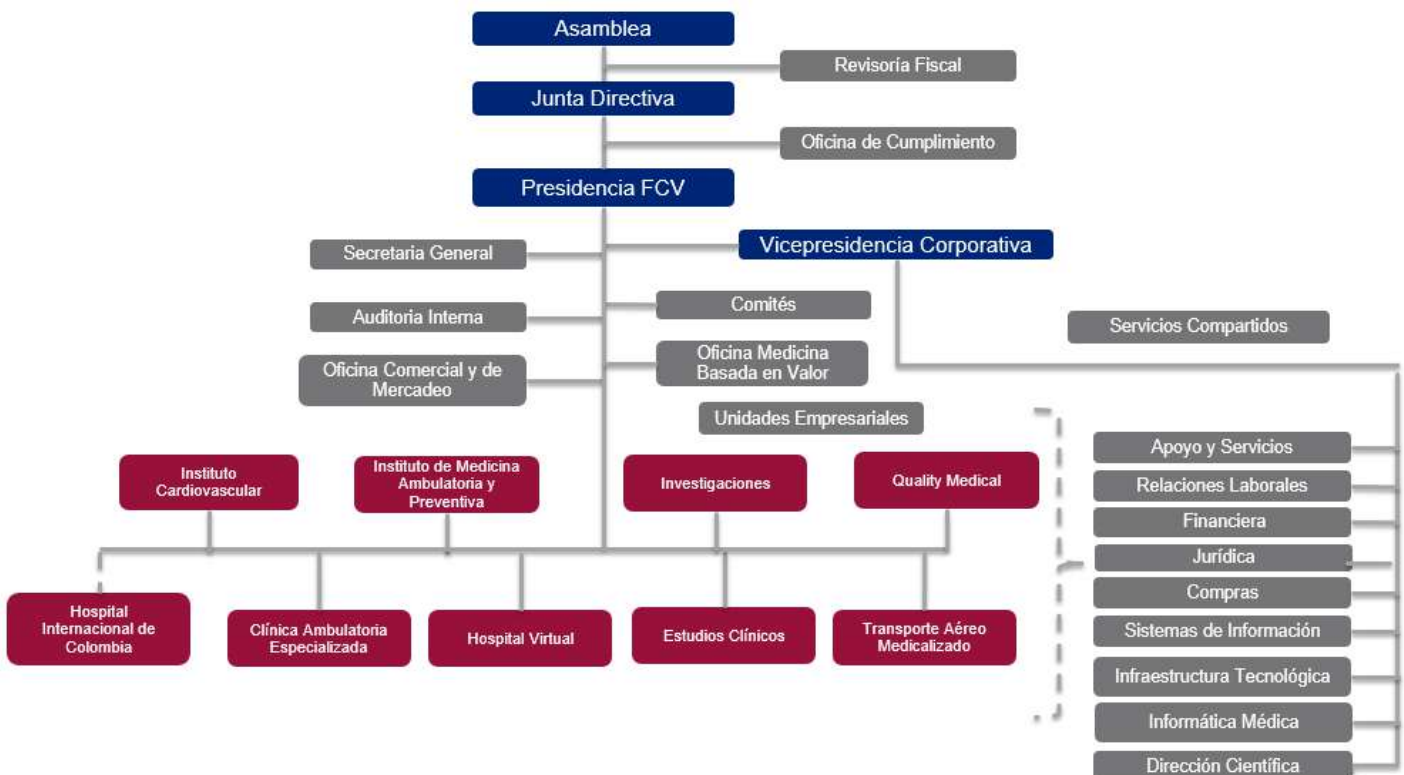 Asamblea
Revisoría Fiscal
Junta Directiva
Oficina de Cumplimiento
Presidencia FCV
Vicepresidencia Corporativa
Secretaria General
Comités
Auditoria Interna
Servicios Compartidos
Oficina Medicina
Basada en Valor
Oficina Comercial y de
Mercadeo
Unidades Empresariales
Instituto
Cardiovascular
Instituto de Medicina
Ambulatoria y
Preventiva
Investigaciones
Quality Medical
Hospital
Internacional de
Colombia
Clínica Ambulatoria
Especializada
Hospital Virtual
Estudios Clínicos
Transporte Aéreo
Medicalizado
Apoyo y Servicios
Relaciones Laborales
Financiera
Jurídica
Compras
Sistemas de Información
Infraestructura Tecnológica
Informática Médica
Dirección Científica